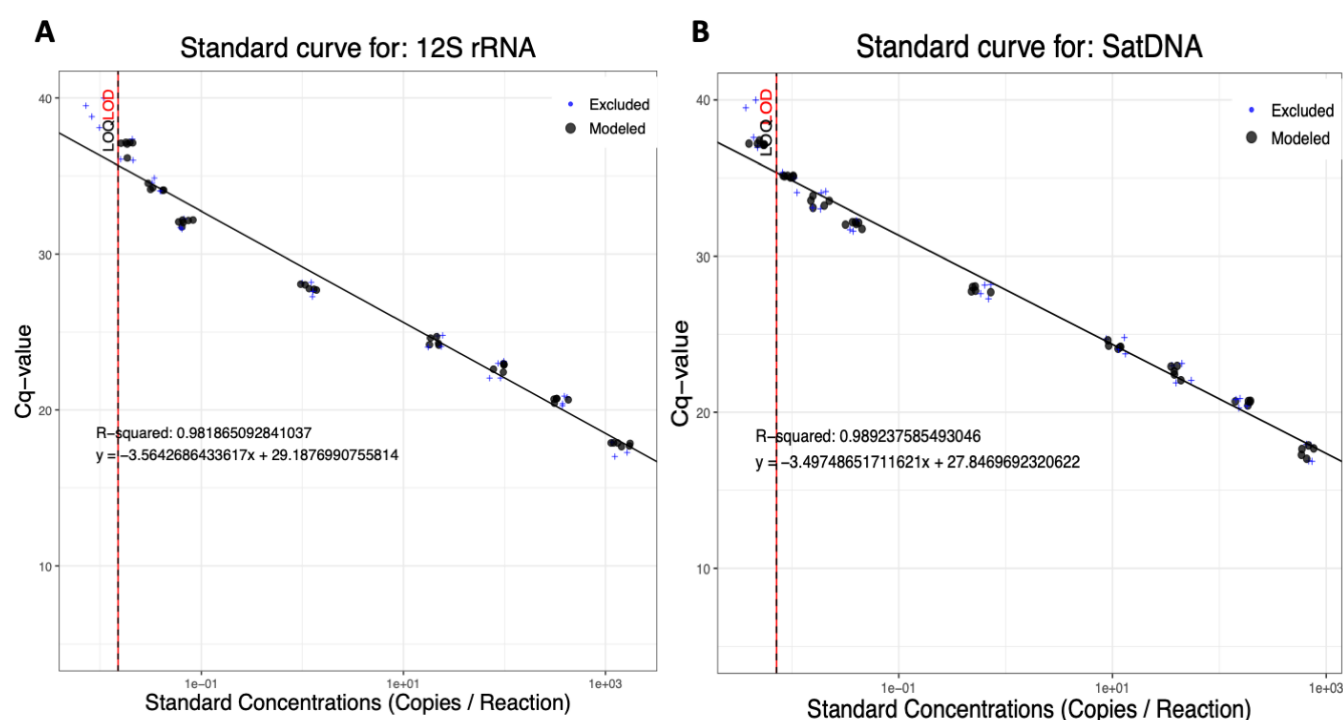 A
Standard curve for: 12S rRNA
40
30
20
10
Cq-value
LOQ
LOD
Excluded
Modeled
R-squared: 0.981865092841037
y = -3.5642686433617x + 29.1876990755814
1e-01
1e+01
1e+03
Standard Concentrations (Copies / Reaction)
B
Standard curve for: SatDNA
40
30
20
10
Cq-value
LOQ
LOD
Excluded
Modeled
R-squared: 0.989237585493046
y = -3.49748651711621x + 27.8469692320622
1e-01
1e+01
1e+03
Standard Concentrations (Copies / Reaction)